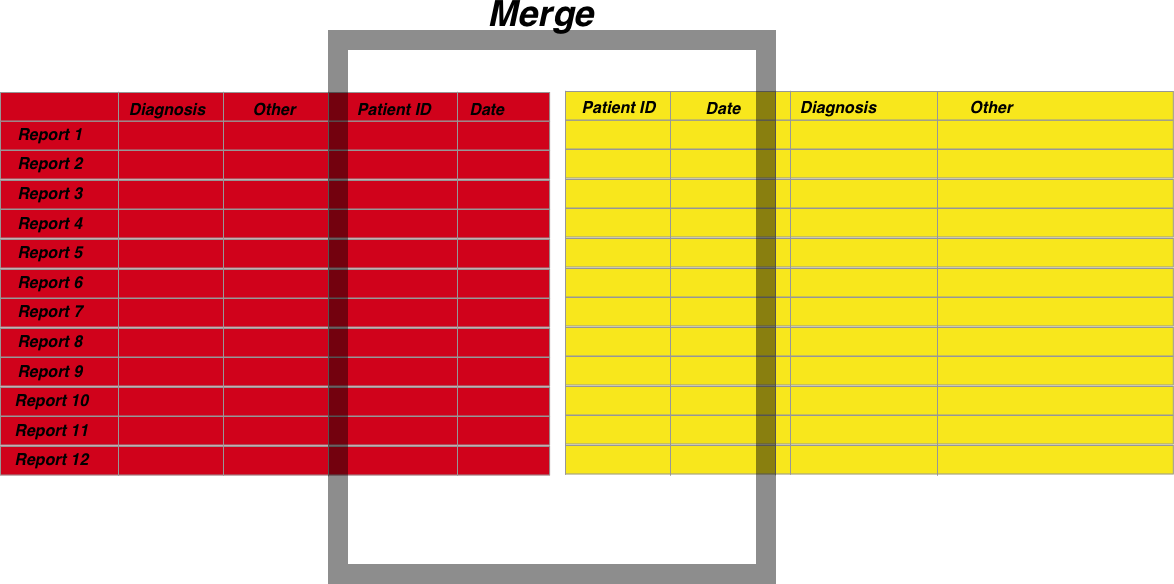 Merge
Diagnosis Other Patient ID Date Patient ID Date Diagnosis Other
Report 1
Report 2
Report 3
Report 4
Report 5
Report 6
Report 7
Report 8
Report 9
Report 10
Report 11
Report 12